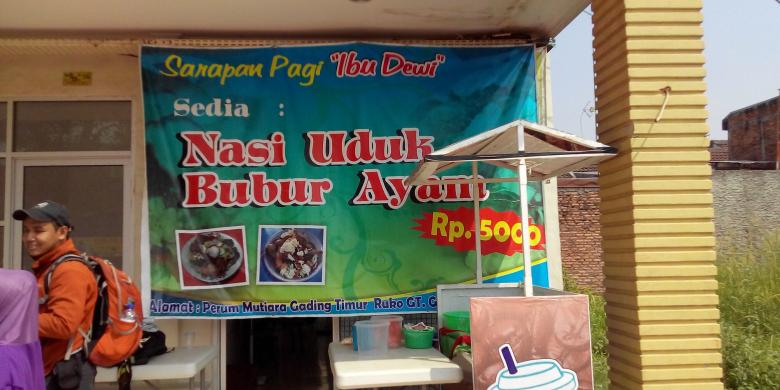 Sarapan Pagi "Ibu Dewi"
Sedia :
Nasi Uduk
Bubur Ayam
Rp. 5000
Alamat : Perum Mutiara Gading Timur Ruko GT.